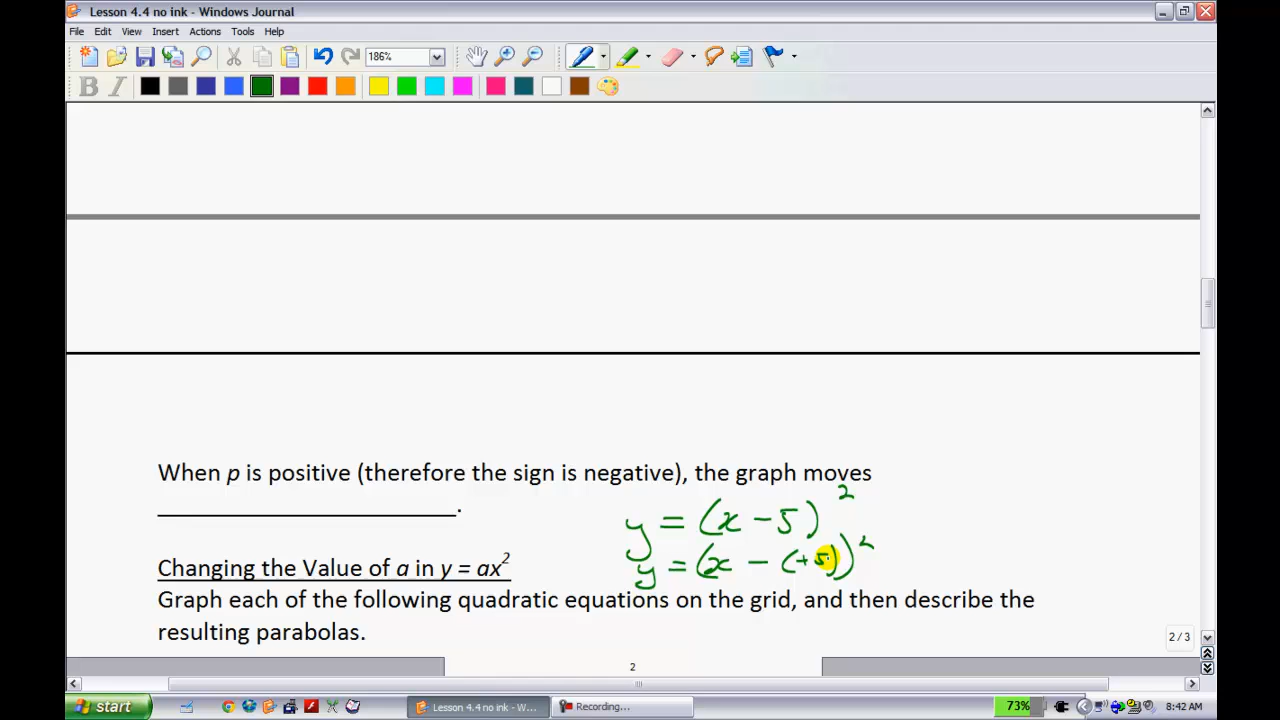 Lesson 4.4 no ink - Windows Journal
File Edit View Insert Actions Tools Help
186%
B I
When p is positive (therefore the sign is negative), the graph moves
____________________.
y = (x - 5)²
y = (x - (+5))²
Changing the Value of a in y = ax²
Graph each of the following quadratic equations on the grid, and then describe the
resulting parabolas.
2 / 3
2
start Lesson 4.4 no ink - W... Recording... 73% 8:42 AM